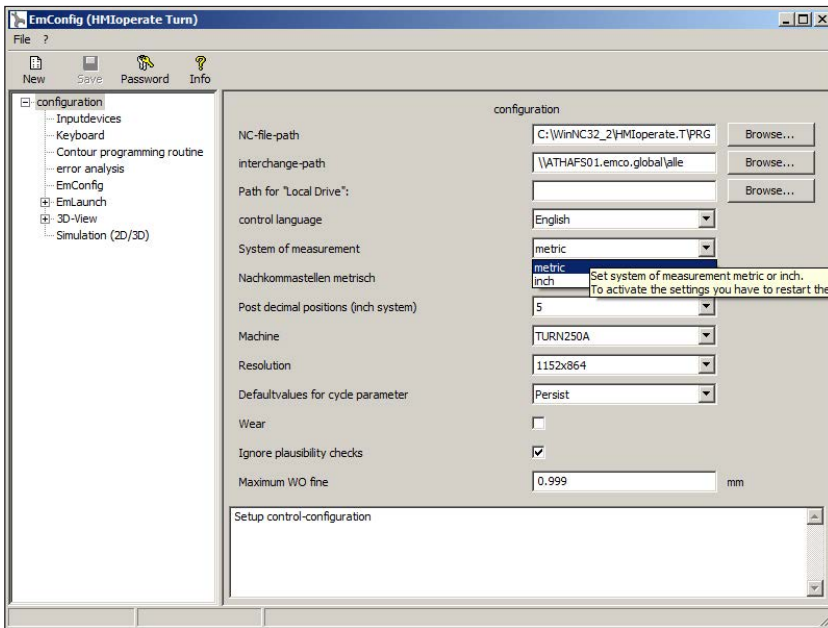 EmConfig (HMIoperate Turn)
File ?
New Save Password Info
configuration
Inputdevices
Keyboard
Contour programming routine
error analysis
EmConfig
EmLaunch
3D-View
Simulation (2D/3D)
configuration
NC-file-path C:\WinNC32_2\HMIoperate.T\PRG Browse...
interchange-path \\ATHAFS01.emco.global\alle Browse...
Path for "Local Drive": Browse...
control language English
System of measurement metric
metric
inch
Set system of measurement metric or inch.
To activate the settings you have to restart the
Nachkommastellen metrisch
Post decimal positions (inch system) 5
Machine TURN250A
Resolution 1152x864
Defaultvalues for cycle parameter Persist
Wear
Ignore plausibility checks
Maximum WO fine 0.999 mm
Setup control-configuration